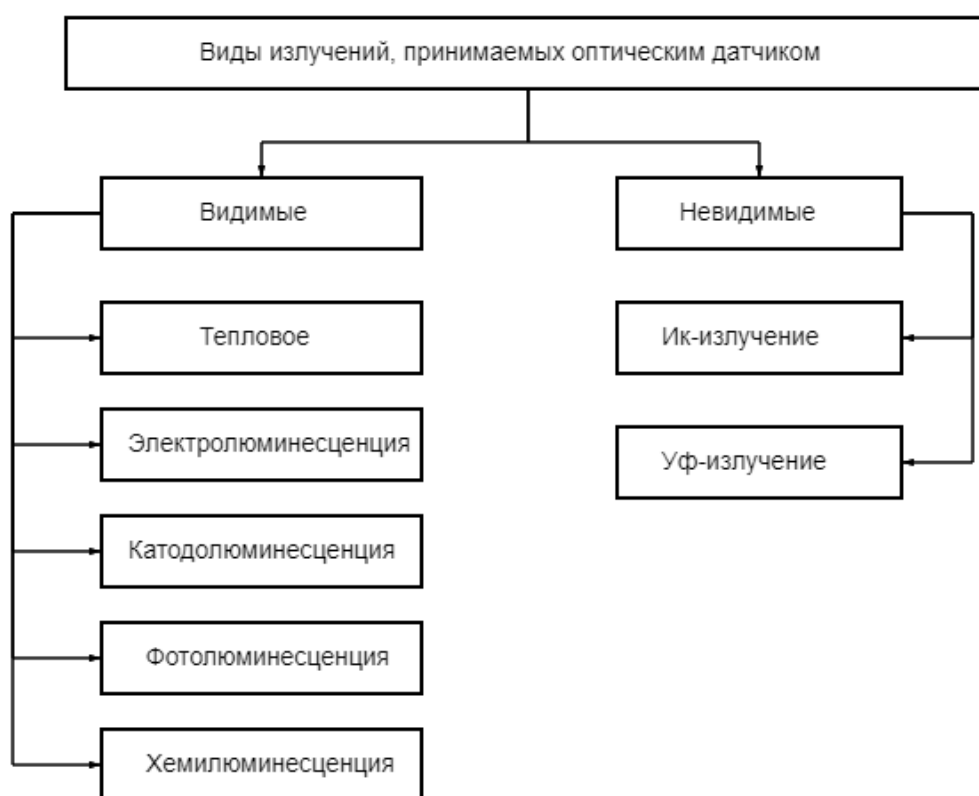 Виды излучений, принимаемых оптическим датчиком
Видимые
Невидимые
Тепловое
Ик-излучение
Электролюминесценция
Уф-излучение
Катодолюминесценция
Фотолюминесценция
Хемилюминесценция